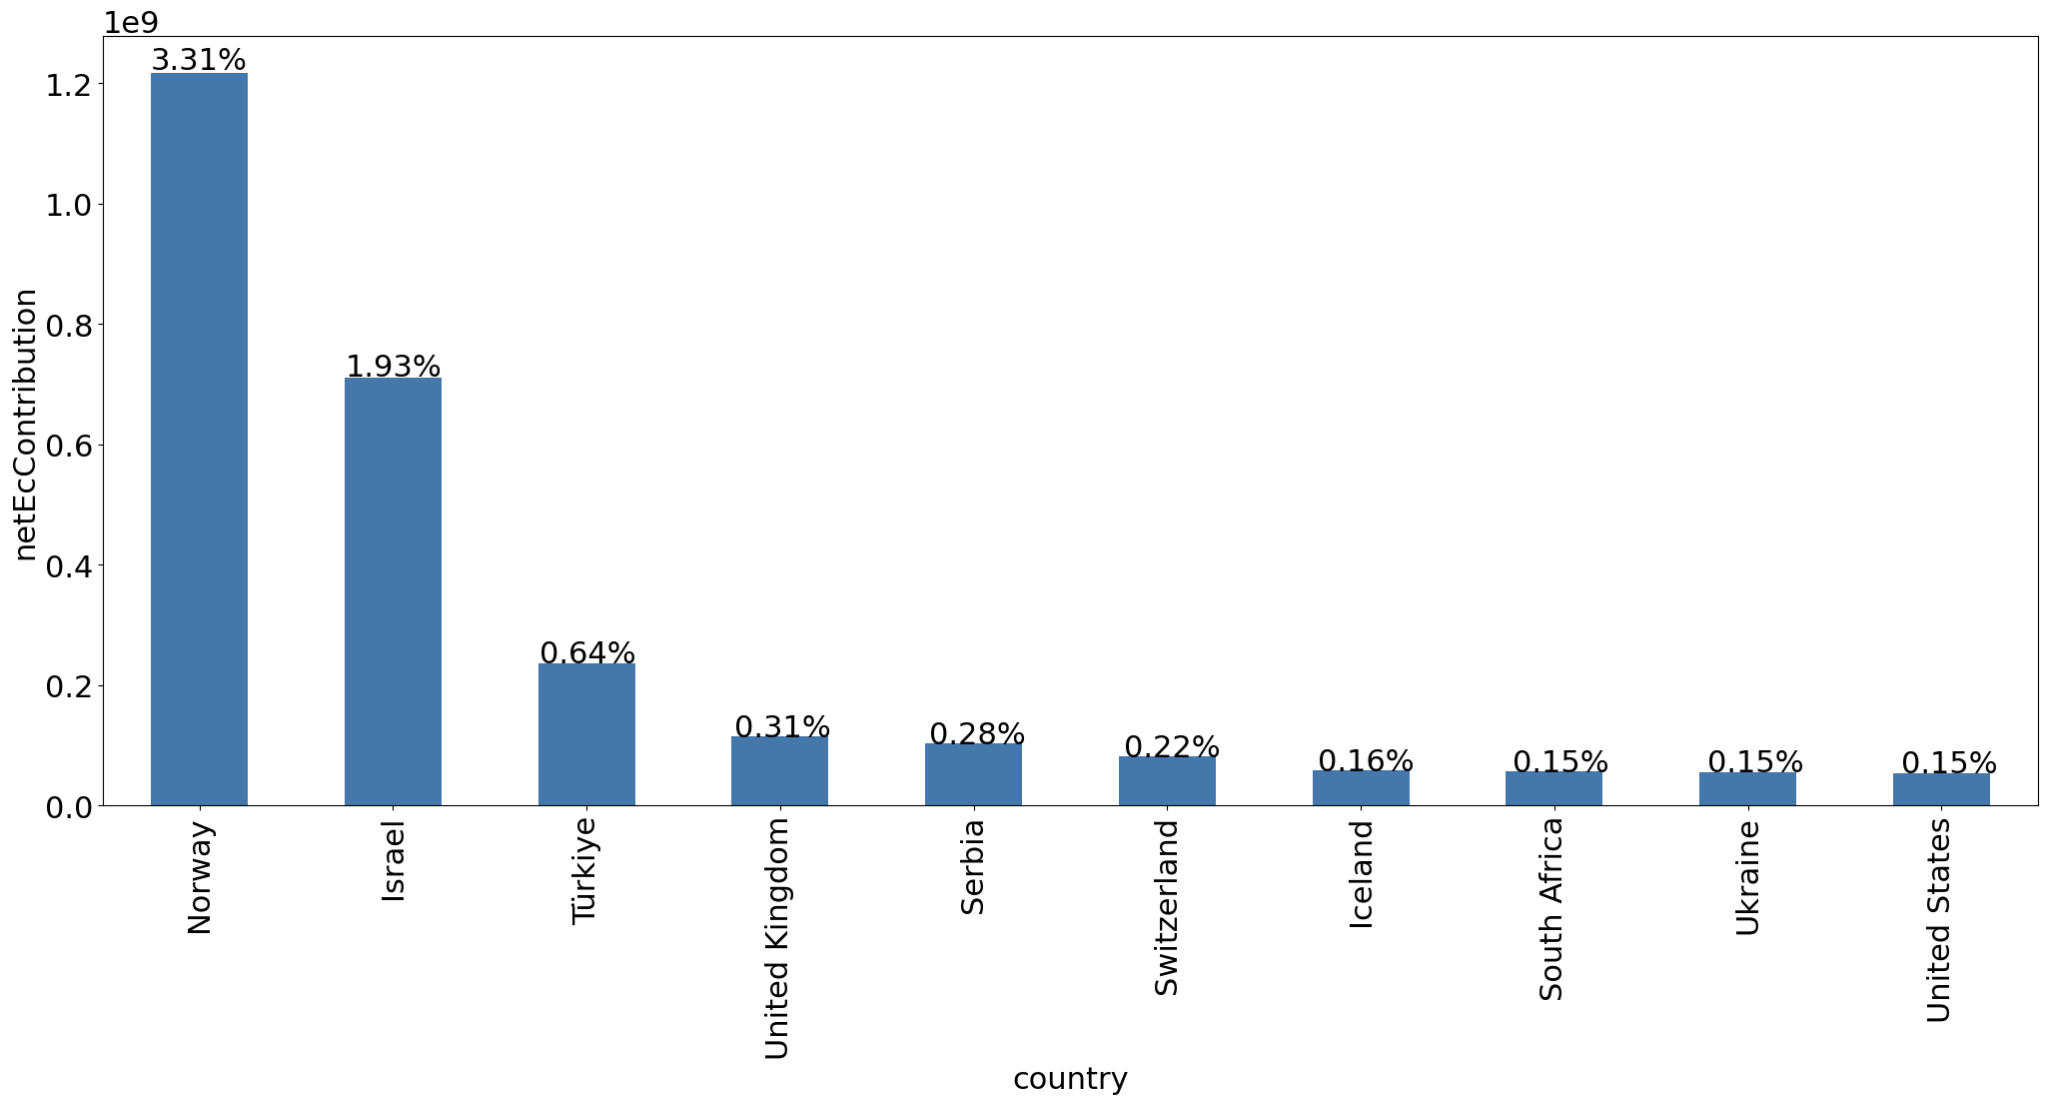 1e9
3.31%
1.2
1.0
0.8
1.93%
0.6
netEcContribution
0.4
0.64%
0.2
0.31%
0.28%
0.22%
0.16%
0.15%
0.15%
0.15%
0.0
Norway
Israel
Türkiye
United Kingdom
Serbia
Switzerland
Iceland
South Africa
Ukraine
United States
country